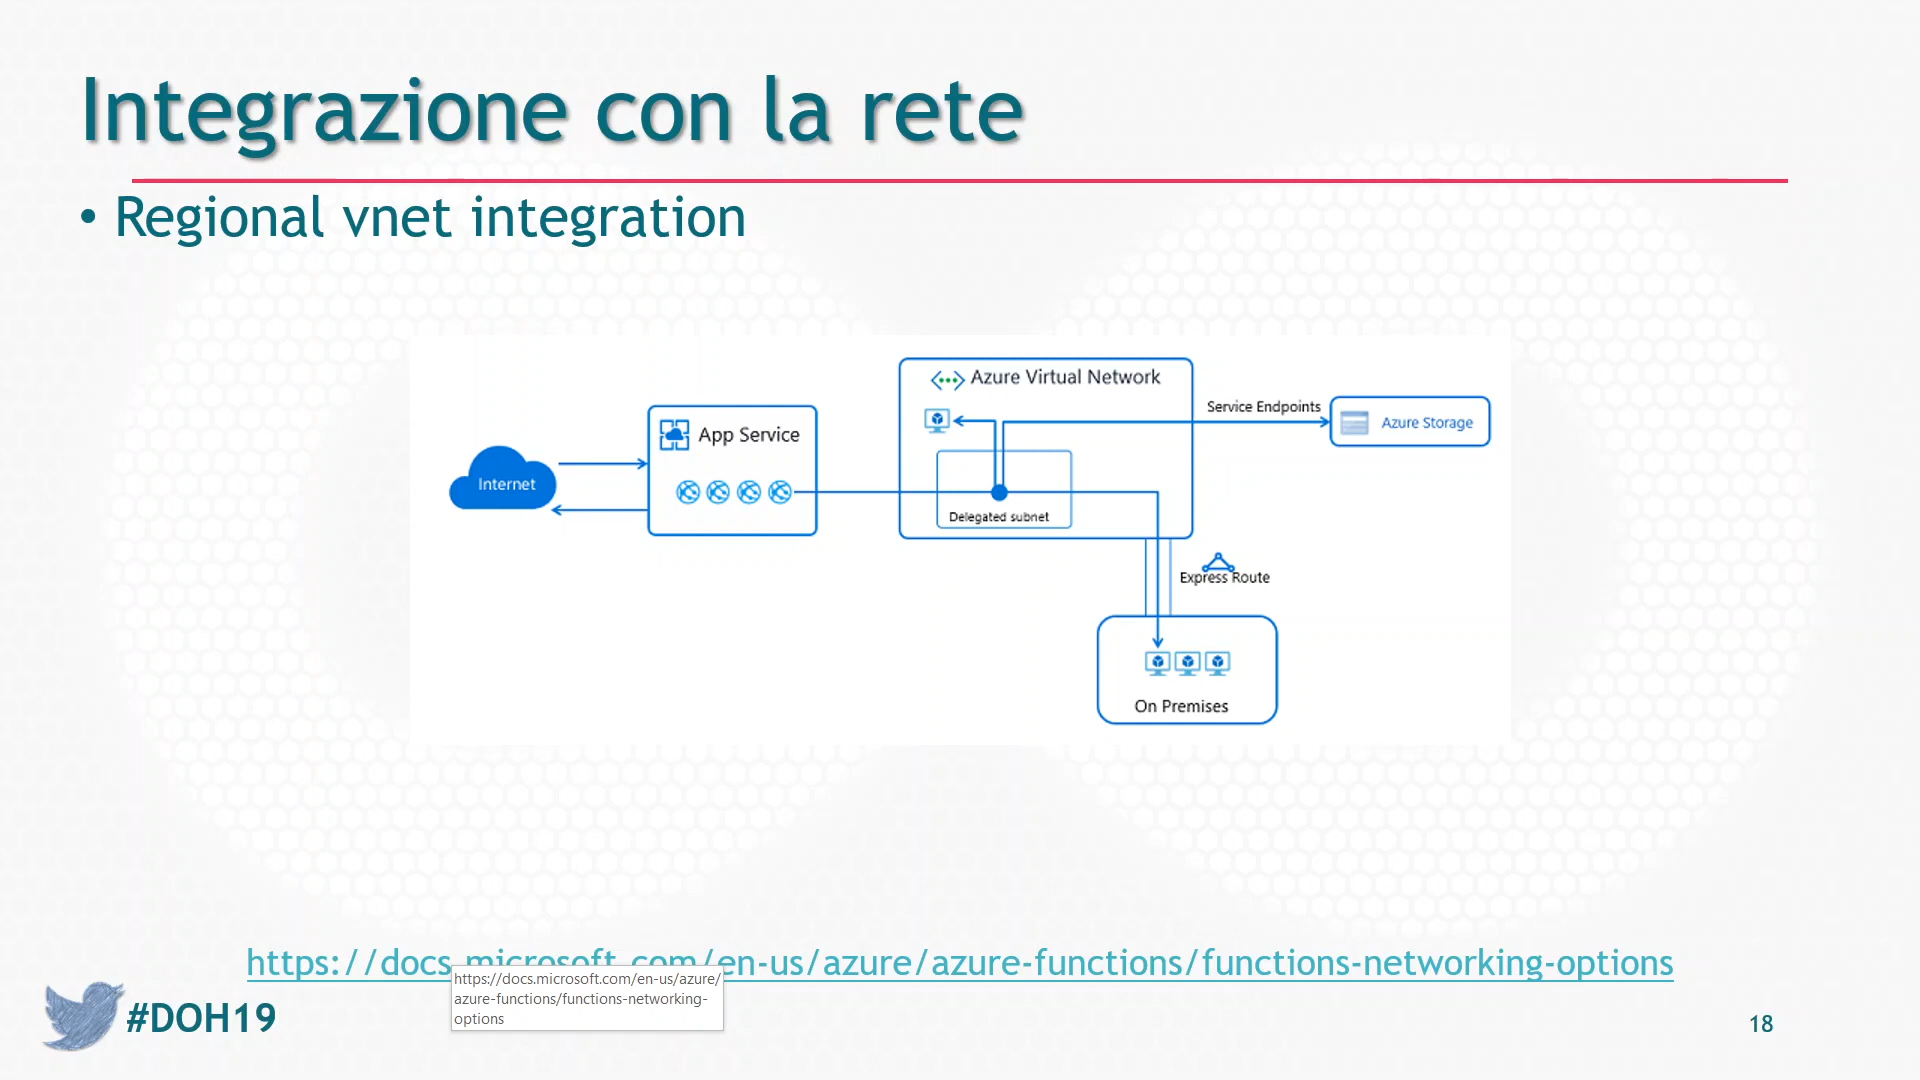 Integrazione con la rete
• Regional vnet integration
Azure Virtual Network
Service Endpoints
Azure Storage
App Service
Internet
Delegated subnet
Express Route
On Premises
https://docs.microsoft.com/en-us/azure/azure-functions/functions-networking-options
https://docs.microsoft.com/en-us/azure/
azure-functions/functions-networking-
options
#DOH19
18